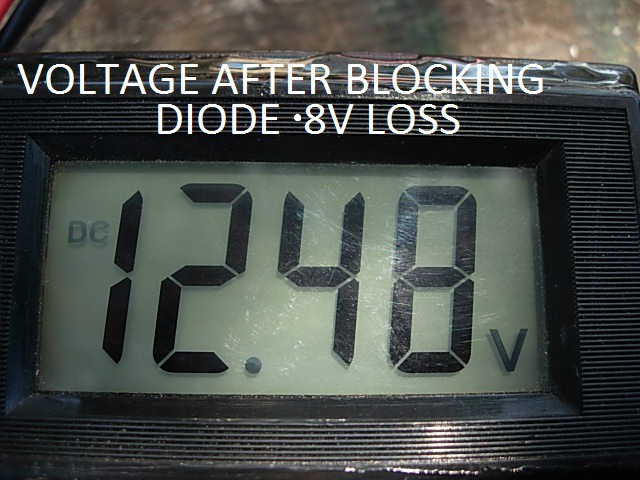 VOLTAGE AFTER BLOCKING
DIODE .8V LOSS
DC 12.48 V